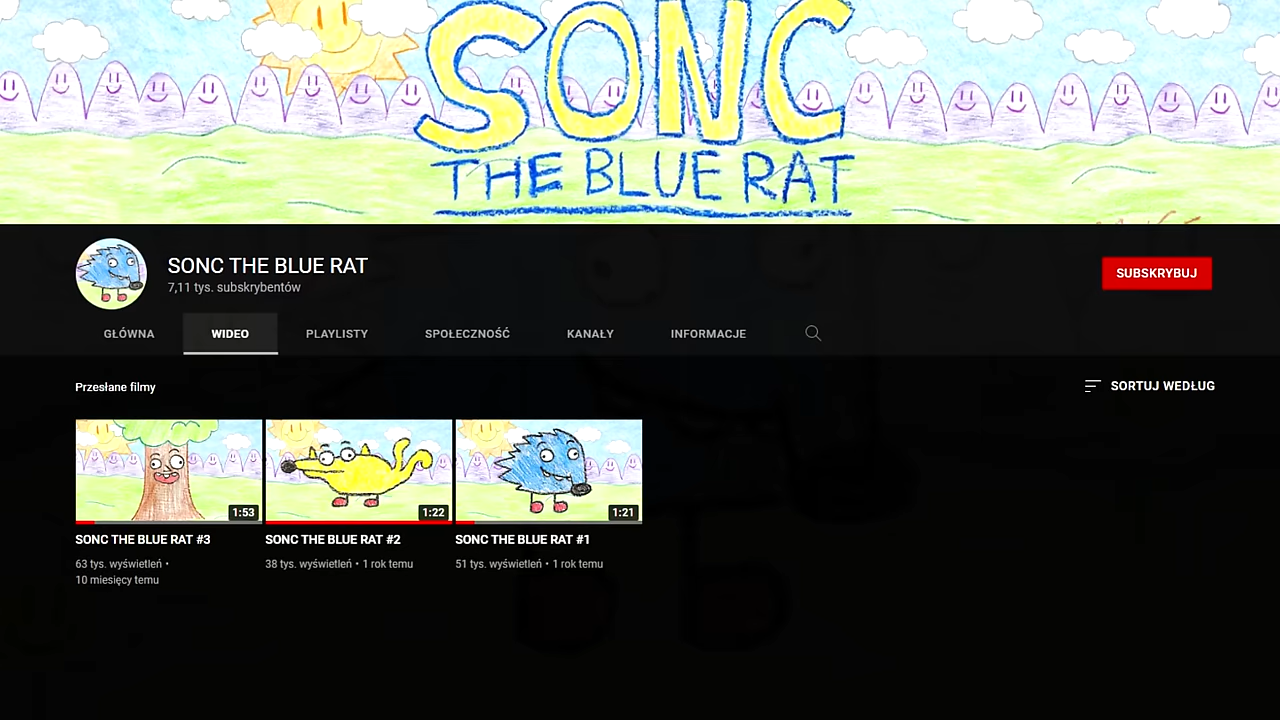 SONC
THE BLUE RAT
SONC THE BLUE RAT
7,11 tys. subskrybentów
SUBSKRYBUJ
GŁÓWNA WIDEO PLAYLISTY SPOŁECZNOŚĆ KANAŁY INFORMACJE
Przesłane filmy
SORTUJ WEDŁUG
1:53 1:22 1:21
SONC THE BLUE RAT #3 SONC THE BLUE RAT #2 SONC THE BLUE RAT #1
63 tys. wyświetleń • 38 tys. wyświetleń • 1 rok temu 51 tys. wyświetleń • 1 rok temu
10 miesięcy temu